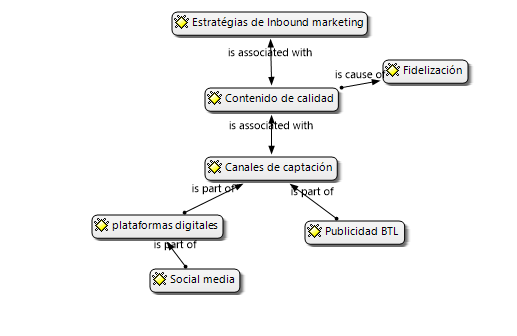 Estratégias de Inbound marketing
is associated with
is cause of
Fidelización
Contenido de calidad
is associated with
Canales de captación
is part of
is part of
plataformas digitales
Publicidad BTL
is part of
Social media